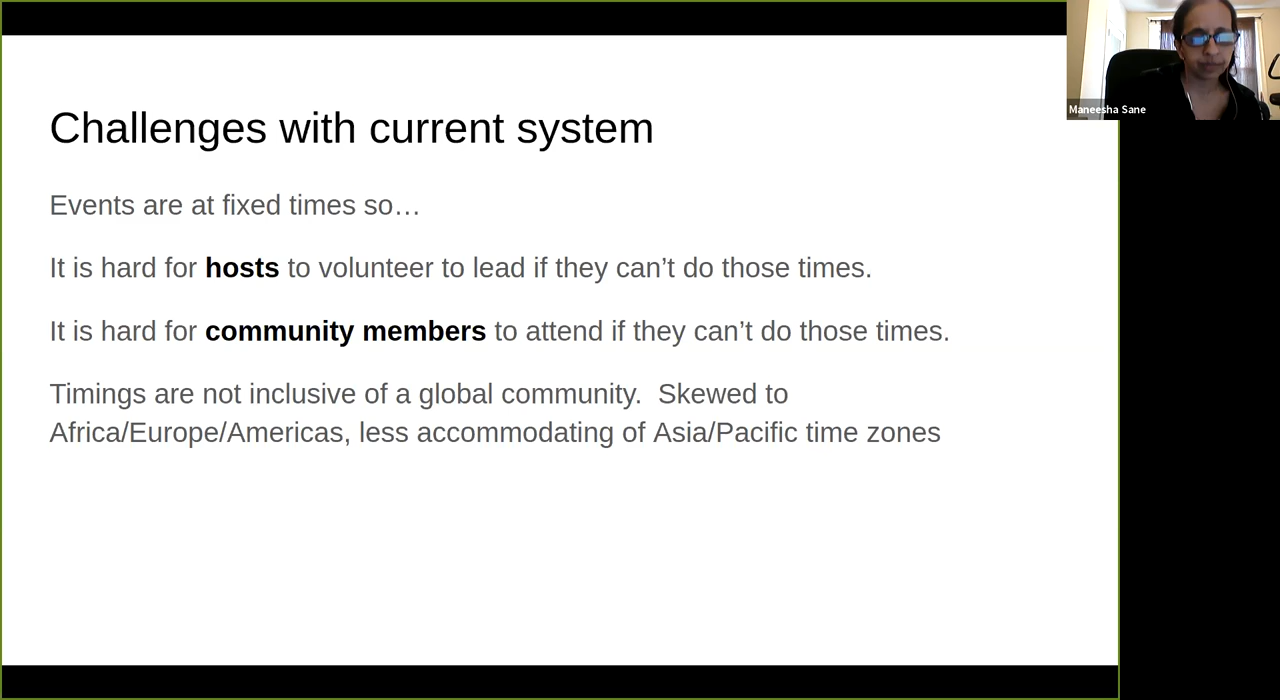 Challenges with current system
Events are at fixed times so…
It is hard for hosts to volunteer to lead if they can’t do those times.
It is hard for community members to attend if they can’t do those times.
Timings are not inclusive of a global community.  Skewed to
Africa/Europe/Americas, less accommodating of Asia/Pacific time zones
Maneesha Sane